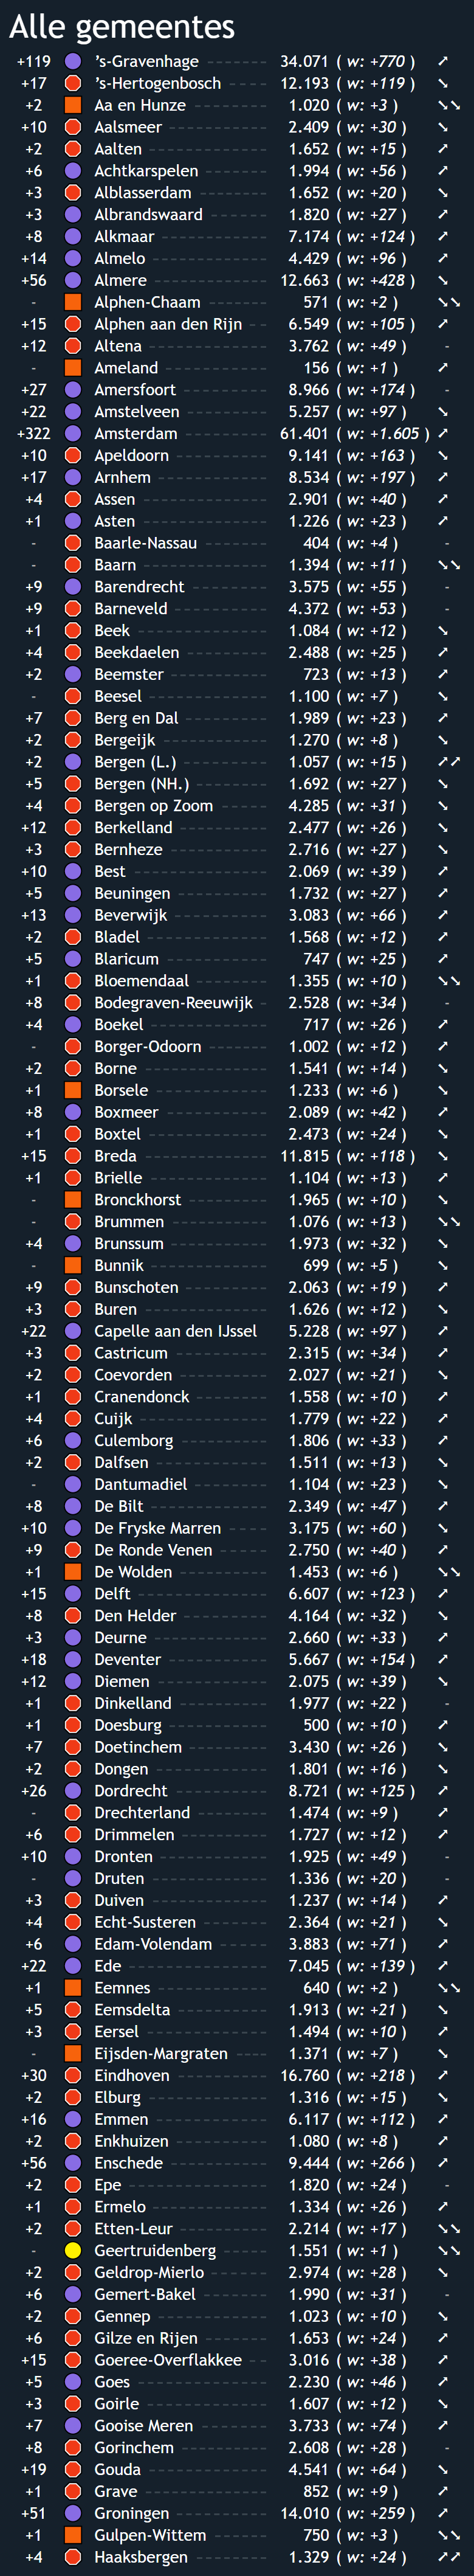 Alle gemeentes
+119 ’s-Gravenhage 34.071 ( w: +770 ) ➚
+17 ’s-Hertogenbosch 12.193 ( w: +119 ) ➘
+2 Aa en Hunze 1.020 ( w: +3 ) ➘➘
+10 Aalsmeer 2.409 ( w: +30 ) ➘
+2 Aalten 1.652 ( w: +15 ) ➚
+6 Achtkarspelen 1.994 ( w: +56 ) ➚
+3 Alblasserdam 1.652 ( w: +20 ) ➘
+3 Albrandswaard 1.820 ( w: +27 ) ➚
+8 Alkmaar 7.174 ( w: +124 ) ➚
+14 Almelo 4.429 ( w: +96 ) ➚
+56 Almere 12.663 ( w: +428 ) ➘
- Alphen-Chaam 571 ( w: +2 ) ➘➘
+15 Alphen aan den Rijn 6.549 ( w: +105 ) ➚
+12 Altena 3.762 ( w: +49 ) -
- Ameland 156 ( w: +1 ) ➚
+27 Amersfoort 8.966 ( w: +174 ) -
+22 Amstelveen 5.257 ( w: +97 ) ➘
+322 Amsterdam 61.401 ( w: +1.605 ) ➚
+10 Apeldoorn 9.141 ( w: +163 ) ➘
+17 Arnhem 8.534 ( w: +197 ) ➚
+4 Assen 2.901 ( w: +40 ) ➚
+1 Asten 1.226 ( w: +23 ) ➚
- Baarle-Nassau 404 ( w: +4 ) -
- Baarn 1.394 ( w: +11 ) ➘➘
+9 Barendrecht 3.575 ( w: +55 ) -
+9 Barneveld 4.372 ( w: +53 ) -
+1 Beek 1.084 ( w: +12 ) ➘
+4 Beekdaelen 2.488 ( w: +25 ) ➚
+2 Beemster 723 ( w: +13 ) ➚
- Beesel 1.100 ( w: +7 ) ➘
+7 Berg en Dal 1.989 ( w: +23 ) ➚
+2 Bergeijk 1.270 ( w: +8 ) ➘
+2 Bergen (L.) 1.057 ( w: +15 ) ➚➚
+5 Bergen (NH.) 1.692 ( w: +27 ) ➘
+4 Bergen op Zoom 4.285 ( w: +31 ) ➘
+12 Berkelland 2.477 ( w: +26 ) ➘
+3 Bernheze 2.716 ( w: +27 ) ➘
+10 Best 2.069 ( w: +39 ) ➚
+5 Beuningen 1.732 ( w: +27 ) ➚
+13 Beverwijk 3.083 ( w: +66 ) ➚
+2 Bladel 1.568 ( w: +12 ) ➚
+5 Blaricum 747 ( w: +25 ) ➚
+1 Bloemendaal 1.355 ( w: +10 ) ➘➘
+8 Bodegraven-Reeuwijk 2.528 ( w: +34 ) -
+4 Boekel 717 ( w: +26 ) ➚
- Borger-Odoorn 1.002 ( w: +12 ) ➚
+2 Borne 1.541 ( w: +14 ) ➘
+1 Borsele 1.233 ( w: +6 ) ➘
+8 Boxmeer 2.089 ( w: +42 ) ➚
+1 Boxtel 2.473 ( w: +24 ) ➘
+15 Breda 11.815 ( w: +118 ) ➘
+1 Brielle 1.104 ( w: +13 ) ➚
- Bronckhorst 1.965 ( w: +10 ) ➘
- Brummen 1.076 ( w: +13 ) ➘➘
+4 Brunssum 1.973 ( w: +32 ) ➘
- Bunnik 699 ( w: +5 ) ➘
+9 Bunschoten 2.063 ( w: +19 ) ➚
+3 Buren 1.626 ( w: +12 ) ➘
+22 Capelle aan den IJssel 5.228 ( w: +97 ) ➚
+3 Castricum 2.315 ( w: +34 ) ➚
+2 Coevorden 2.027 ( w: +21 ) ➘
+1 Cranendonck 1.558 ( w: +10 ) ➚
+4 Cuijk 1.779 ( w: +22 ) ➚
+6 Culemborg 1.806 ( w: +33 ) ➚
+2 Dalfsen 1.511 ( w: +13 ) ➘
- Dantumadiel 1.104 ( w: +23 ) ➘
+8 De Bilt 2.349 ( w: +47 ) ➚
+10 De Fryske Marren 3.175 ( w: +60 ) ➘
+9 De Ronde Venen 2.750 ( w: +40 ) ➚
+1 De Wolden 1.453 ( w: +6 ) ➘➘
+15 Delft 6.607 ( w: +123 ) ➚
+8 Den Helder 4.164 ( w: +32 ) ➘
+3 Deurne 2.660 ( w: +33 ) ➚
+18 Deventer 5.667 ( w: +154 ) ➚
+12 Diemen 2.075 ( w: +39 ) ➘
+1 Dinkelland 1.977 ( w: +22 ) -
+1 Doesburg 500 ( w: +10 ) ➚
+7 Doetinchem 3.430 ( w: +26 ) ➘
+2 Dongen 1.801 ( w: +16 ) ➘
+26 Dordrecht 8.721 ( w: +125 ) ➚
- Drechterland 1.474 ( w: +9 ) ➚
+6 Drimmelen 1.727 ( w: +12 ) ➚
+10 Dronten 1.925 ( w: +49 ) -
- Druten 1.336 ( w: +20 ) -
+3 Duiven 1.237 ( w: +14 ) ➚
+4 Echt-Susteren 2.364 ( w: +21 ) ➘
+6 Edam-Volendam 3.883 ( w: +71 ) ➚
+22 Ede 7.045 ( w: +139 ) ➚
+1 Eemnes 640 ( w: +2 ) ➘➘
+5 Eemsdelta 1.913 ( w: +21 ) ➘
+3 Eersel 1.494 ( w: +10 ) ➚
- Eijsden-Margraten 1.371 ( w: +7 ) ➘
+30 Eindhoven 16.760 ( w: +218 ) ➚
+2 Elburg 1.316 ( w: +15 ) ➘
+16 Emmen 6.117 ( w: +112 ) ➚
+2 Enkhuizen 1.080 ( w: +8 ) ➚
+56 Enschede 9.444 ( w: +266 ) ➚
+2 Epe 1.820 ( w: +24 ) -
+1 Ermelo 1.334 ( w: +26 ) ➚
+2 Etten-Leur 2.214 ( w: +17 ) ➘➘
- Geertruidenberg 1.551 ( w: +1 ) ➘➘
+2 Geldrop-Mierlo 2.974 ( w: +28 ) ➘
+6 Gemert-Bakel 1.990 ( w: +31 ) -
+2 Gennep 1.023 ( w: +10 ) ➘
+6 Gilze en Rijen 1.653 ( w: +24 ) ➚
+15 Goeree-Overflakkee 3.016 ( w: +38 ) ➚
+5 Goes 2.230 ( w: +46 ) ➚
+3 Goirle 1.607 ( w: +12 ) ➘
+7 Gooise Meren 3.733 ( w: +74 ) ➚
+8 Gorinchem 2.608 ( w: +28 ) -
+19 Gouda 4.541 ( w: +64 ) ➘
+1 Grave 852 ( w: +9 ) ➚
+51 Groningen 14.010 ( w: +259 ) ➚
+1 Gulpen-Wittem 750 ( w: +3 ) ➘➘
+4 Haaksbergen 1.329 ( w: +24 ) ➚➚